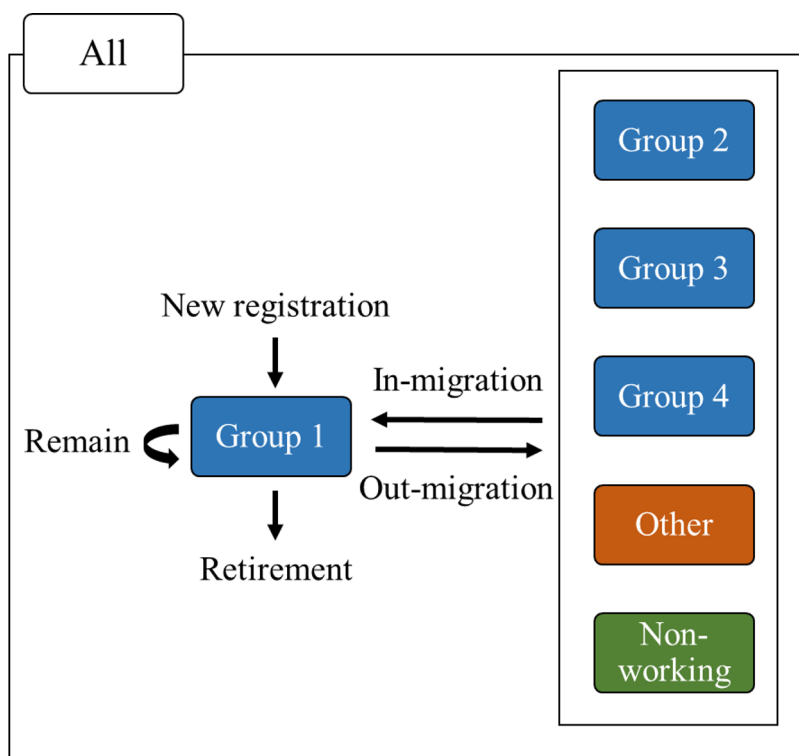 All
Group 2
Group 3
New registration
In-migration
Group 4
Remain
Group 1
Out-migration
Other
Retirement
Non-
working